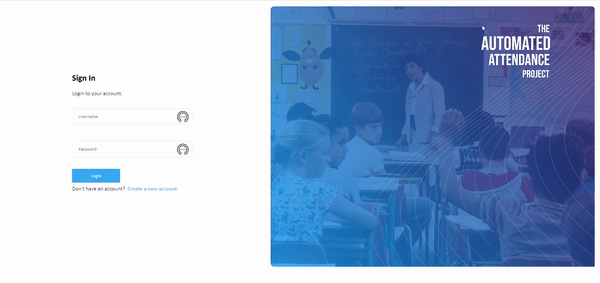 Sign In
Login to your account.
Username
Password
Login
Don't have an account? Create a new account
THE
AUTOMATED
ATTENDANCE
PROJECT